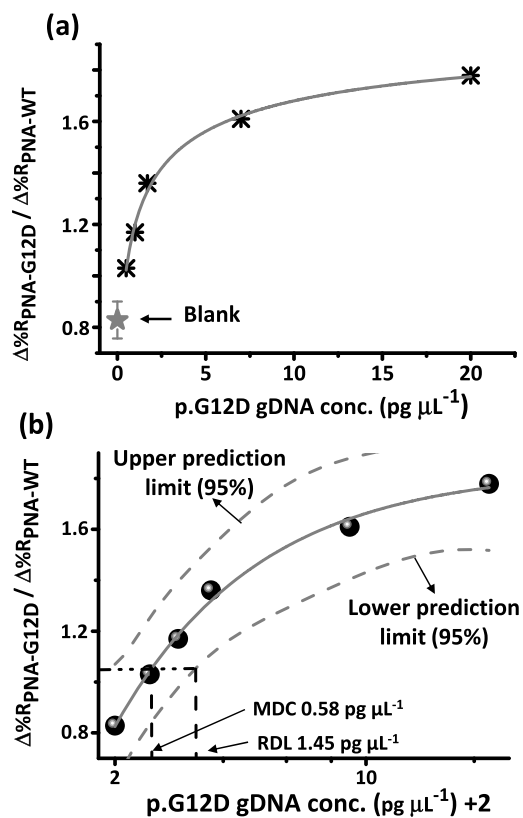 (a)
Δ%R_PNA-G12D / Δ%R_PNA-WT
1.6
1.2
0.8
Blank
0 5 10 15 20
p.G12D gDNA conc. (pg μL⁻¹)
(b)
Δ%R_PNA-G12D / Δ%R_PNA-WT
Upper prediction
limit (95%)
1.6
1.2
0.8
Lower prediction
limit (95%)
MDC 0.58 pg μL⁻¹
RDL 1.45 pg μL⁻¹
2 10
p.G12D gDNA conc. (pg μL⁻¹) +2